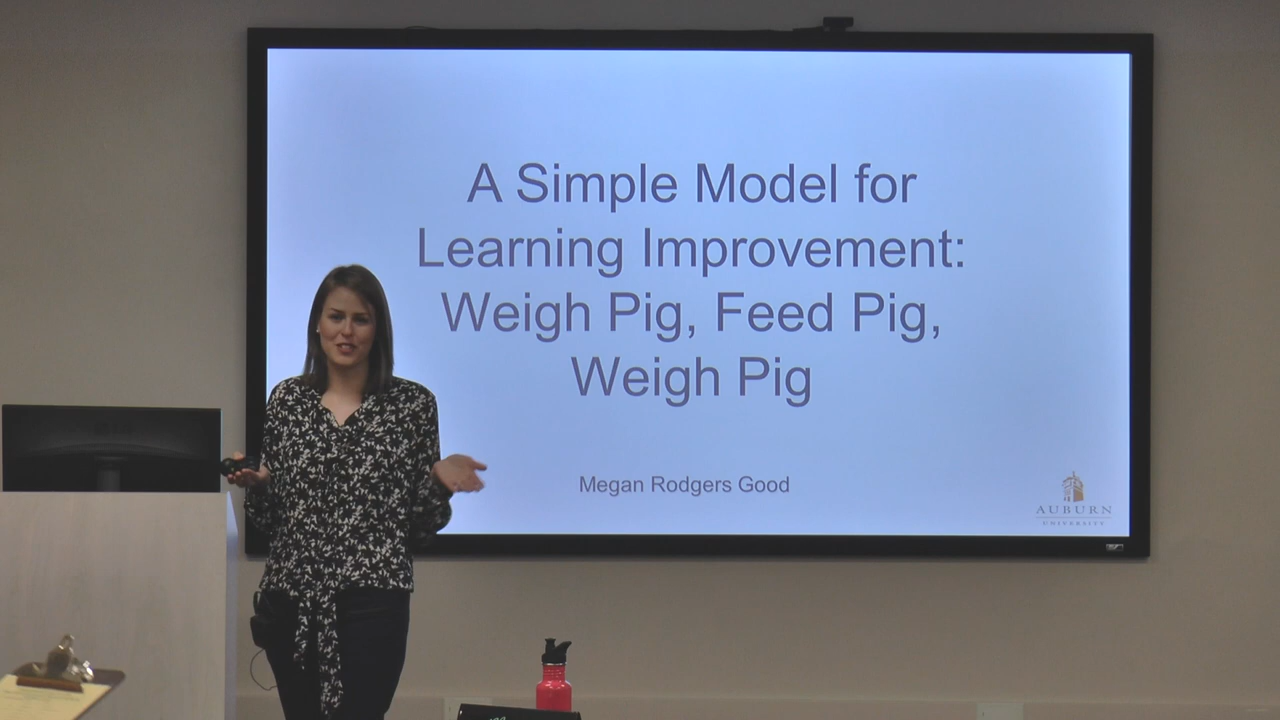 A Simple Model for
Learning Improvement:
Weigh Pig, Feed Pig,
Weigh Pig
Megan Rodgers Good
AUBURN
UNIVERSITY